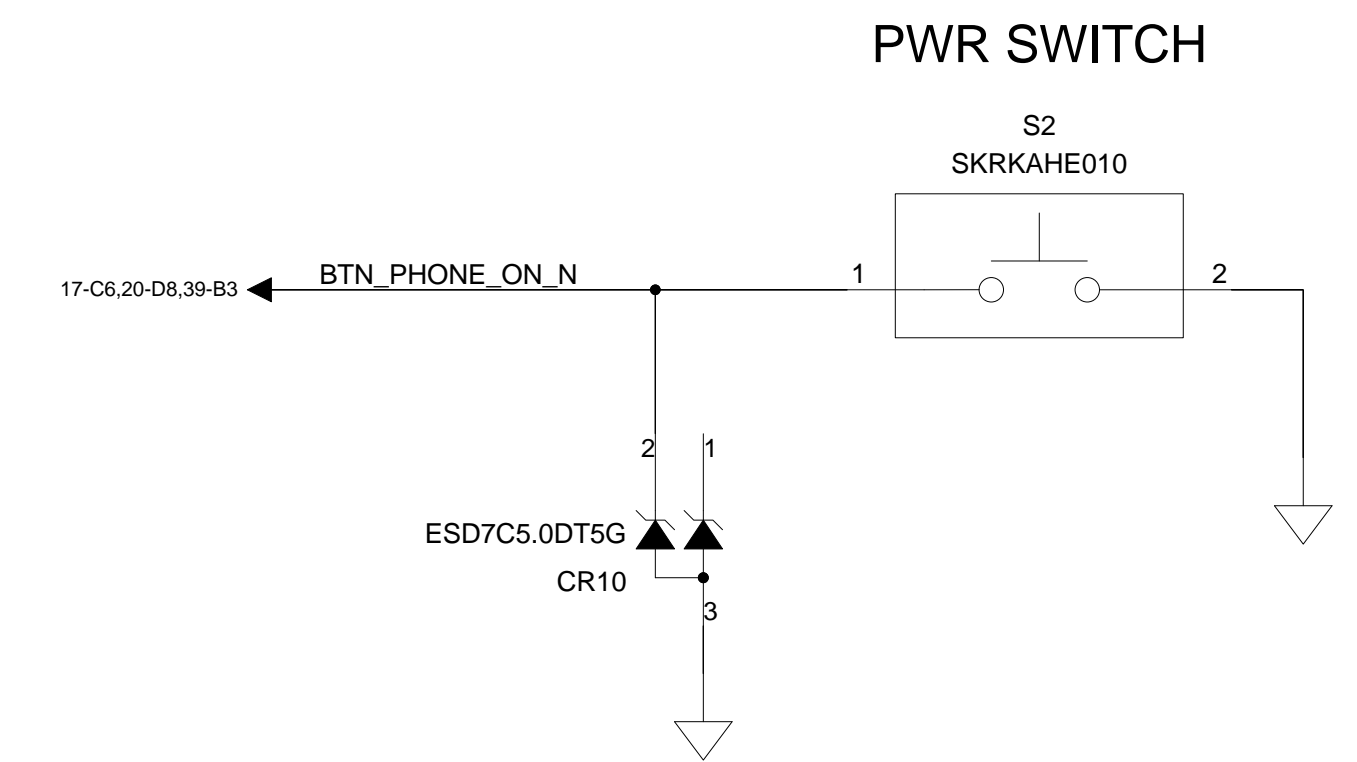 PWR SWITCH
S2
SKRKAHE010
17-C6,20-D8,39-B3
BTN_PHONE_ON_N
1
2
2
1
ESD7C5.0DT5G
CR10
3